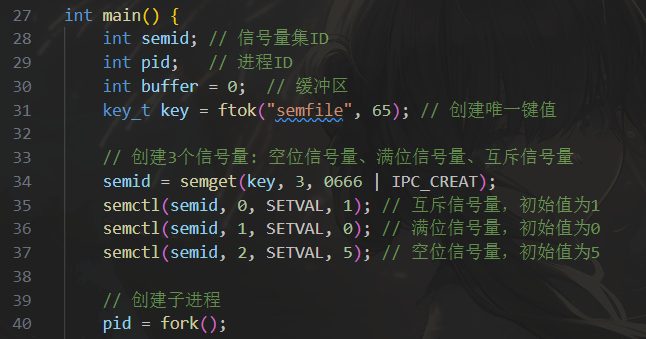 27 int main() {
28 int semid; // 信号量集ID
29 int pid;   // 进程ID
30 int buffer = 0;  // 缓冲区
31 key_t key = ftok("semfile", 65); // 创建唯一键值
32
33 // 创建3个信号量: 空位信号量、满位信号量、互斥信号量
34 semid = semget(key, 3, 0666 | IPC_CREAT);
35 semctl(semid, 0, SETVAL, 1); // 互斥信号量，初始值为1
36 semctl(semid, 1, SETVAL, 0); // 满位信号量，初始值为0
37 semctl(semid, 2, SETVAL, 5); // 空位信号量，初始值为5
38
39 // 创建子进程
40 pid = fork();